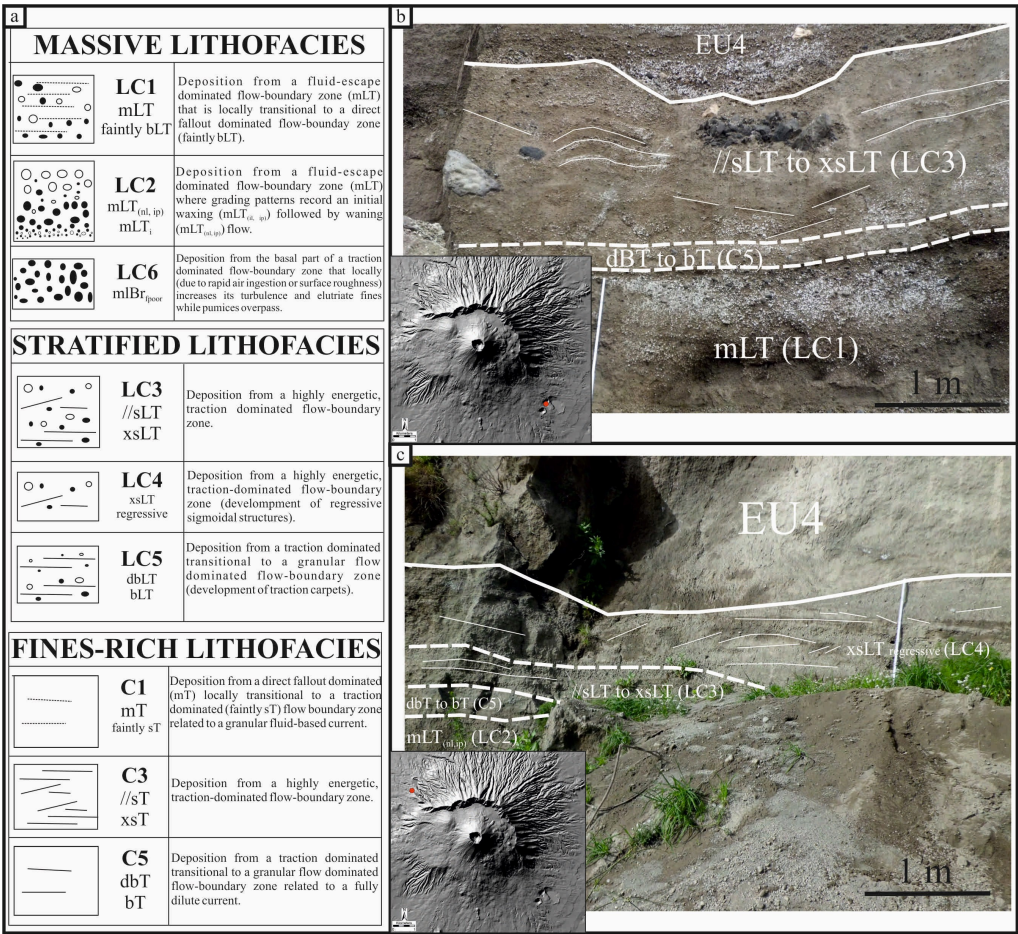 a
MASSIVE LITHOFACIES
LC1
mLT
faintly bLT
Deposition from a fluid-escape
dominated flow-boundary zone (mLT)
that is locally transitional to a direct
fallout dominated flow-bounday zone
(faintly bLT).
LC2
mLT(nl, ip)
mLTi
Deposition from a fluid-escape
dominated flow-boundary zone (mLT)
where grading patterns record an initial
waxing (mLT(d, ip)) followed by waning
(mLT(nl, ip)) flow.
LC6
mlBrfpoor
Deposition from the basal part of a traction
dominated flow-boundary zone that locally
(due to rapid air ingestion or surface roughness)
increases its turbulence and elutriate fines
while pumices overpass.
STRATIFIED LITHOFACIES
LC3
//sLT
xsLT
Deposition from a highly energetic,
traction dominated flow-boundary
zone.
LC4
xsLT
regressive
Deposition from a highly energetic,
traction-dominated flow-boundary
zone (develompment of regressive
sigmoidal structures).
LC5
dbLT
bLT
Deposition from a traction dominated
transitional to a granular flow
dominated flow-boundary zone
(development of traction carpets).
FINES-RICH LITHOFACIES
C1
mT
faintly sT
Deposition from a direct fallout dominated
(mT) locally transitional to a traction
dominated (faintly sT) flow boundary zone
related to a granular fluid-based current.
C3
//sT
xsT
Deposition from a highly energetic,
traction-dominated flow-boundary zone.
C5
dbT
bT
Deposition from a traction dominated
transitional to a granular flow dominated
flow-boundary zone related to a fully
dilute current.
b
EU4
//sLT to xsLT (LC3)
dBT to bT (C5)
mLT (LC1)
1 m
c
EU4
xsLT regressive (LC4)
//sLT to xsLT (LC3)
dbT to bT (C5)
mLT(nl,ip) (LC2)
1 m